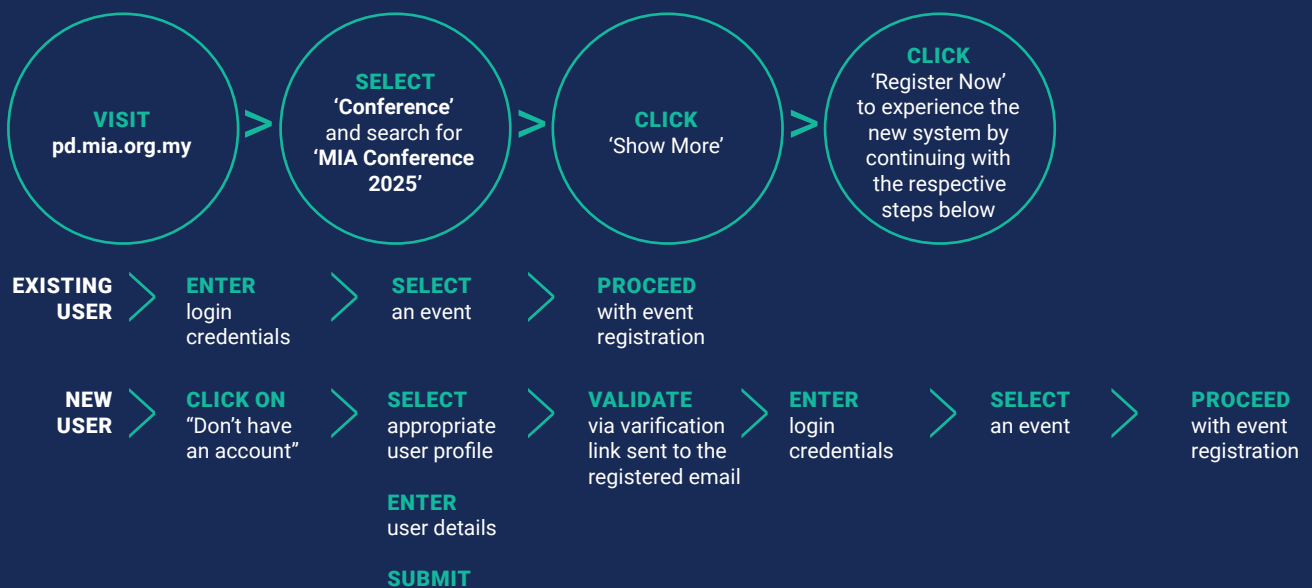 VISIT
pd.mia.org.my
>
SELECT
‘Conference’
and search for
‘MIA Conference
2025’
>
CLICK
‘Show More’
>
CLICK
‘Register Now’
to experience the
new system by
continuing with
the respective
steps below
EXISTING
USER
ENTER
login
credentials
SELECT
an event
PROCEED
with event
registration
NEW
USER
CLICK ON
“Don’t have
an account”
SELECT
appropriate
user profile
ENTER
user details
SUBMIT
VALIDATE
via varification
link sent to the
registered email
ENTER
login
credentials
SELECT
an event
PROCEED
with event
registration